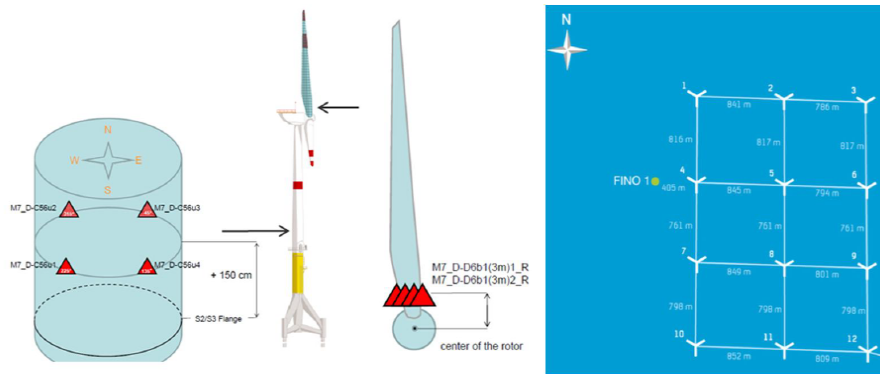 N
W E
S
M7_D-C56u2
M7_D-C56u3
M7_D-C56u4
+ 150 cm
S2/S3 Flange
M7_D-D6b1(3m)1_R
M7_D-D6b1(3m)2_R
center of the rotor
N
1 2 3
841 m 786 m
816 m 817 m 817 m
FINO 1
4 5 6
405 m 845 m 794 m
761 m 761 m 761 m
7 8 9
849 m 801 m
798 m 798 m 798 m
10 11 12
852 m 809 m